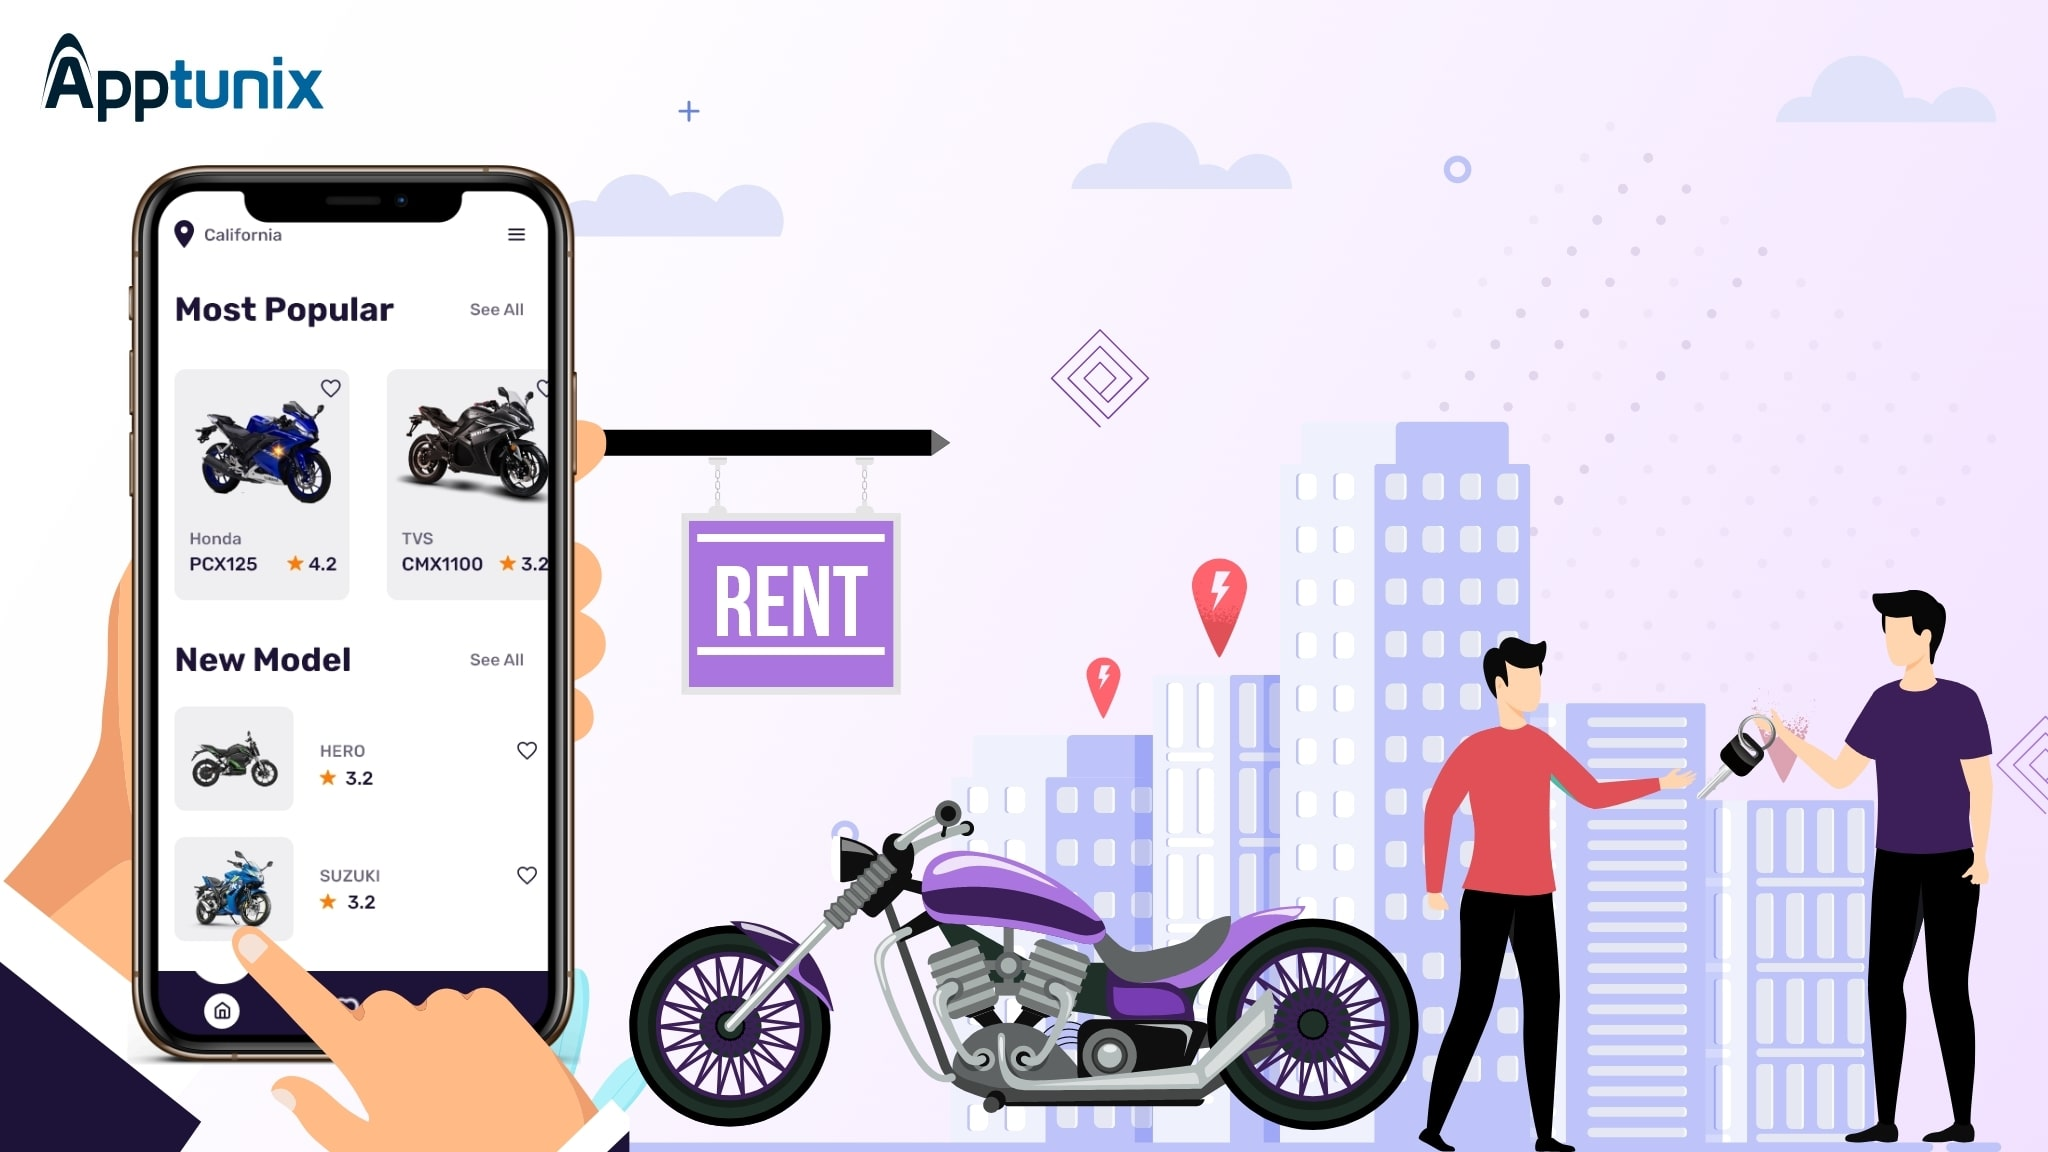 Apptunix
California
Most Popular See All
Honda
PCX125 4.2
TVS
CMX1100 3.2
New Model See All
HERO
3.2
SUZUKI
3.2
RENT